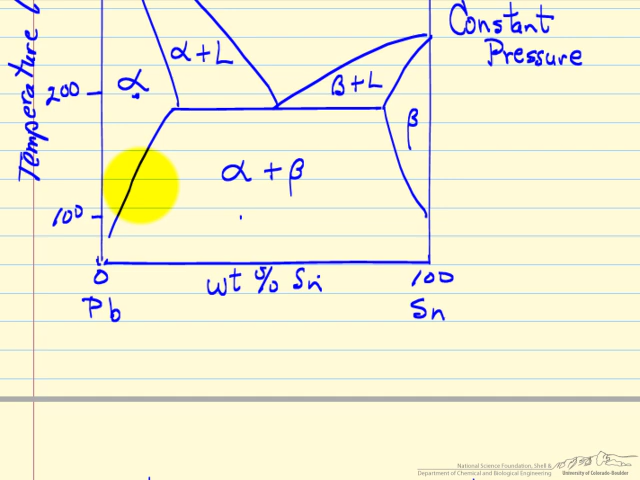 Constant
Pressure
Temperature
α + L
β + L
200
α
β
α + β
100
0
wt % Sn
100
Pb
Sn
National Science Foundation, Shell &
Department of Chemical and Biological Engineering
University of Colorado-Boulder